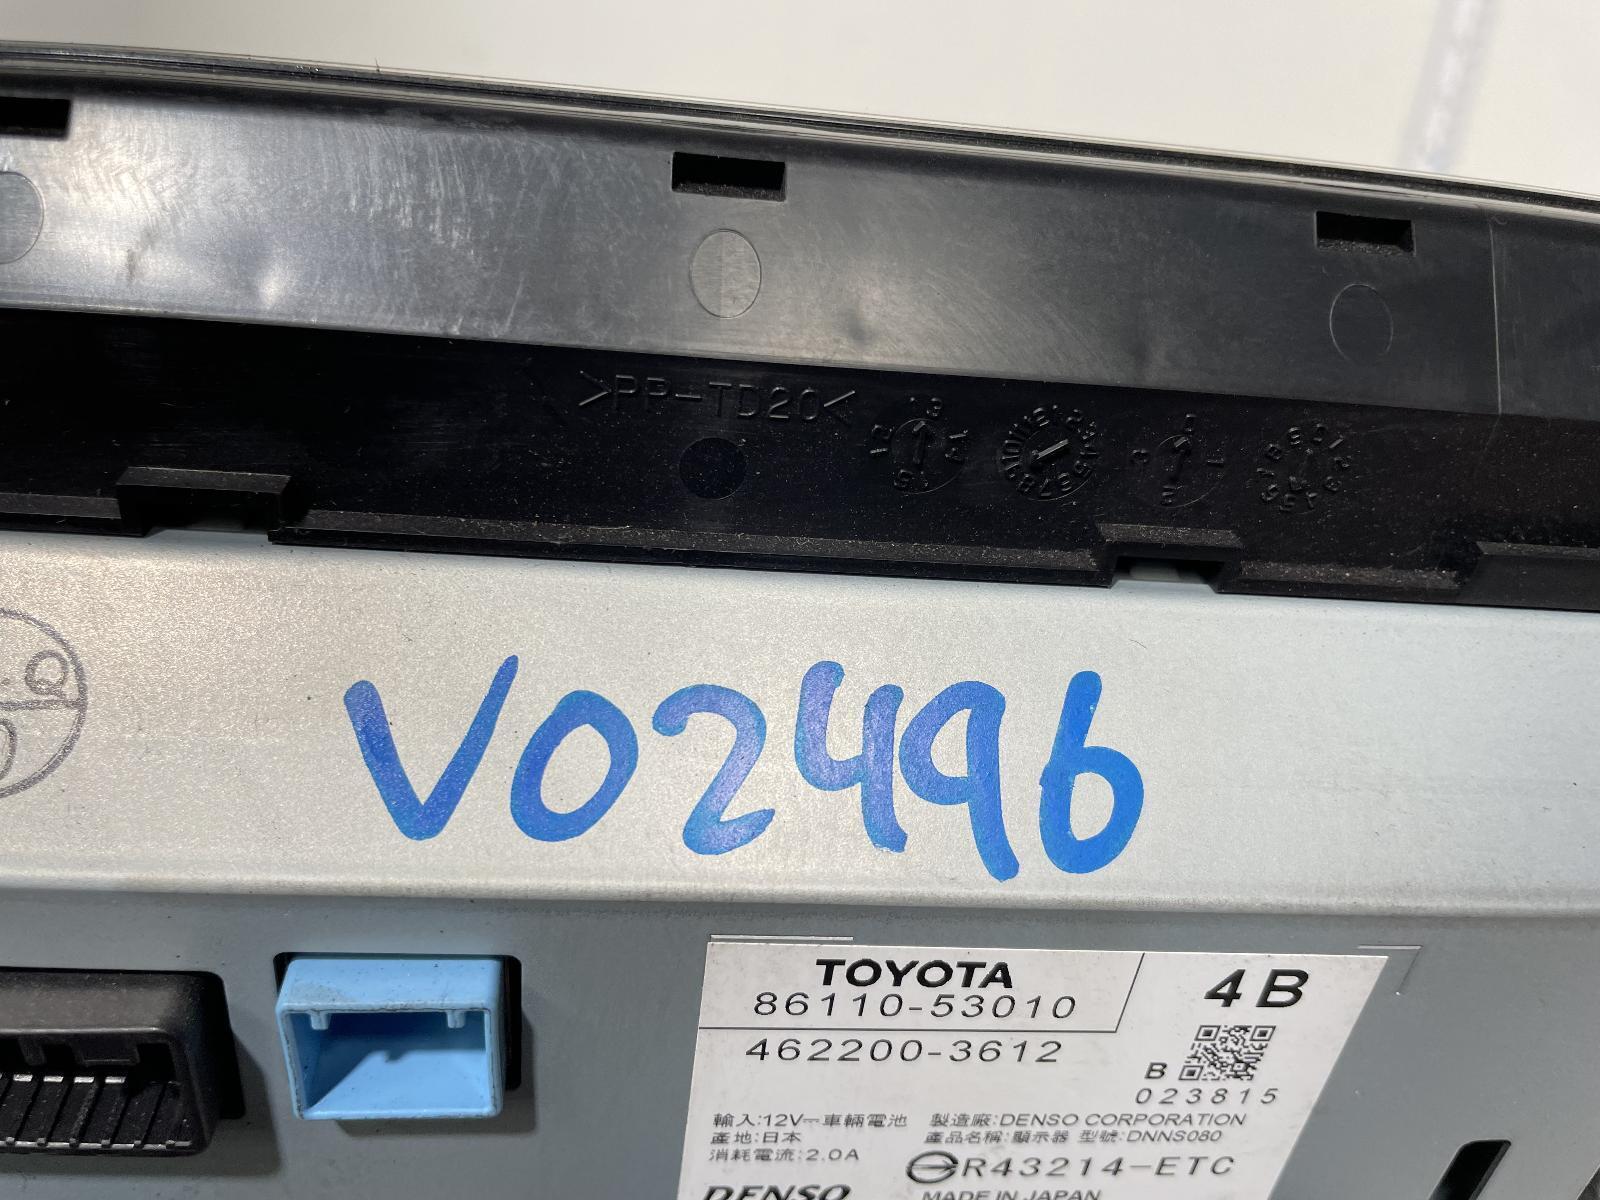 >PP-TD20<
V02496
TOYOTA
86110-53010
4B
462200-3612
B
023815
輸入:12V⎓車輛電池 製造廠:DENSO CORPORATION
產地:日本 產品名稱:顯示器 型號:DNNS080
消耗電流:2.0A
R43214-ETC
DENSO MADE IN JAPAN